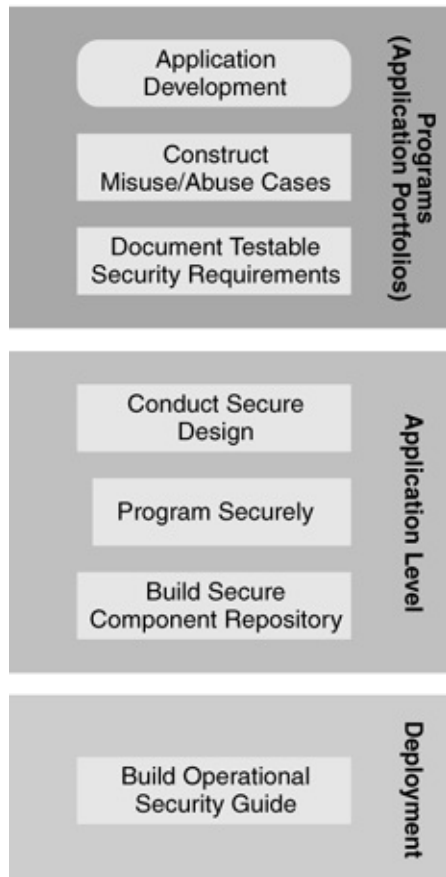 Application
Development
Construct
Misuse/Abuse Cases
Document Testable
Security Requirements
Programs
(Application Portfolios)
Conduct Secure
Design
Program Securely
Build Secure
Component Repository
Application Level
Build Operational
Security Guide
Deployment